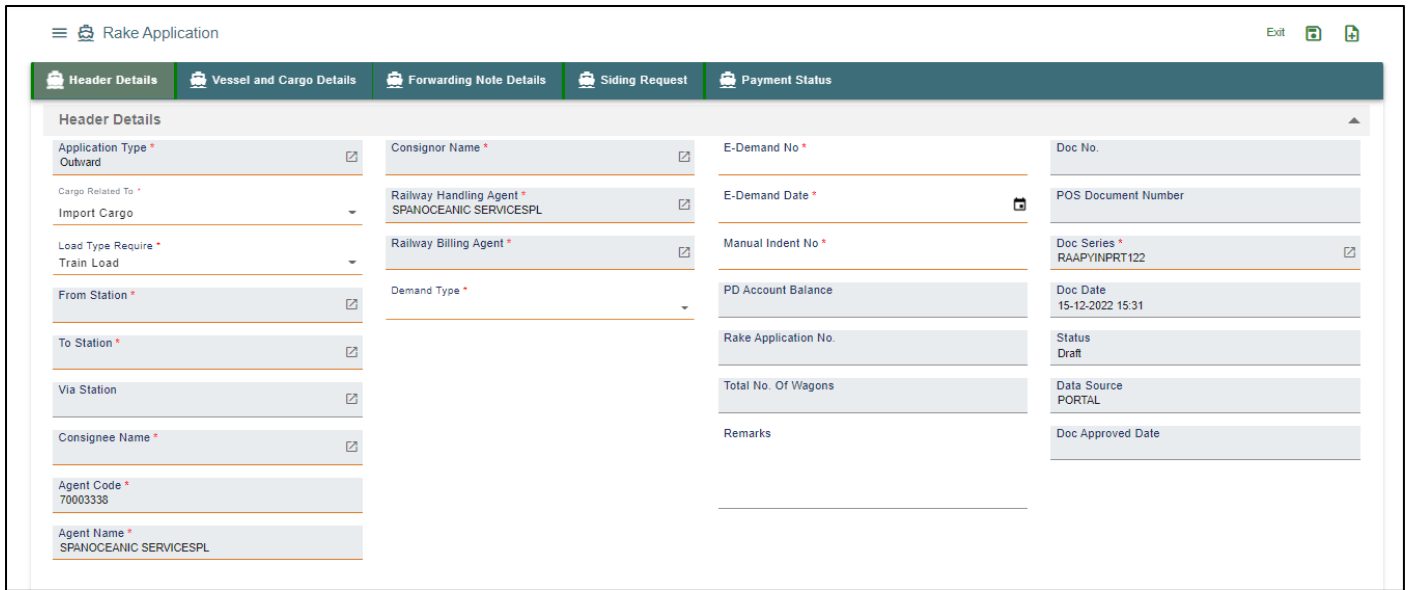 Rake Application
Exit
Header Details
Vessel and Cargo Details
Forwarding Note Details
Siding Request
Payment Status
Header Details
Application Type *
Outward
Cargo Related To *
Import Cargo
Load Type Require *
Train Load
From Station *
To Station *
Via Station
Consignee Name *
Agent Code *
70003338
Agent Name *
SPANOCEANIC SERVICESPL
Consignor Name *
Railway Handling Agent *
SPANOCEANIC SERVICESPL
Railway Billing Agent *
Demand Type *
E-Demand No *
E-Demand Date *
Manual Indent No *
PD Account Balance
Rake Application No.
Total No. Of Wagons
Remarks
Doc No.
POS Document Number
Doc Series *
RAAPYINPRT122
Doc Date
15-12-2022 15:31
Status
Draft
Data Source
PORTAL
Doc Approved Date